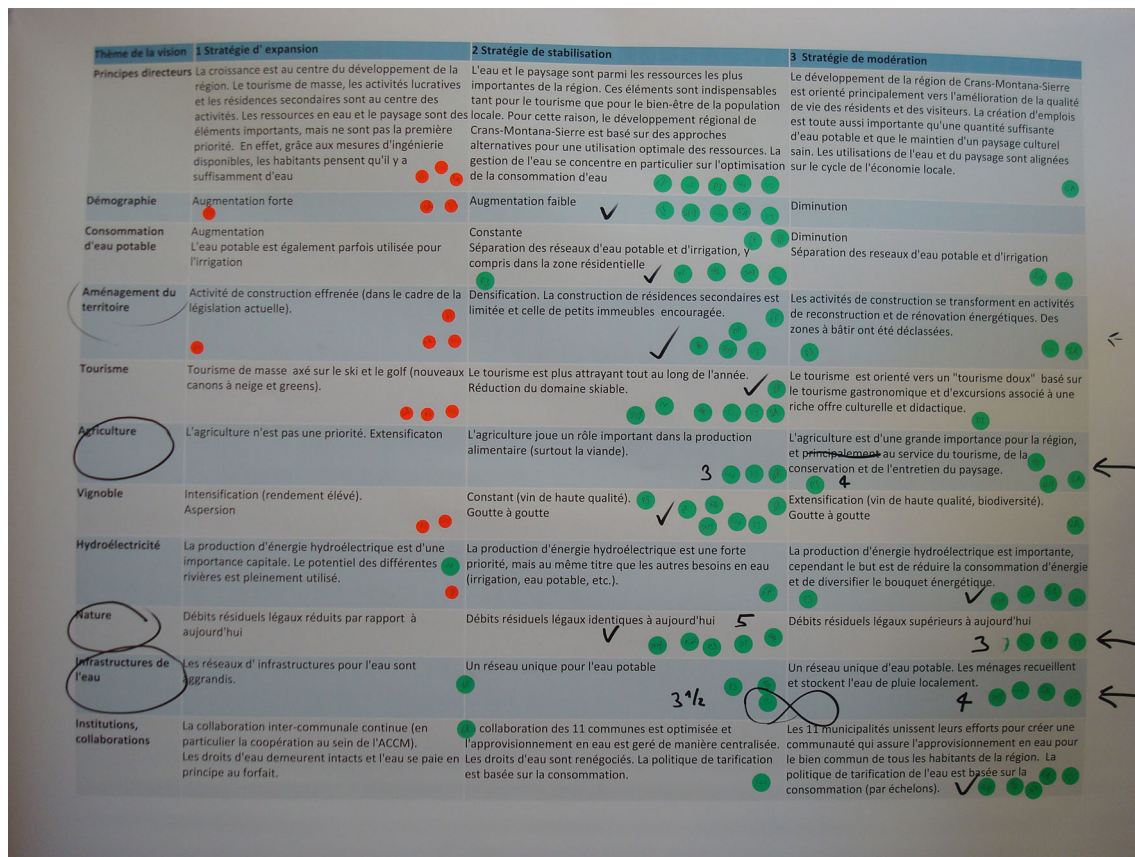 Thème de la vision
1 Stratégie d' expansion
2 Stratégie de stabilisation
3 Stratégie de modération
Principes directeurs
La croissance est au centre du développement de la
région. Le tourisme de masse, les activités lucratives
et les résidences secondaires sont au centre des
activités. Les ressources en eau et le paysage sont des
éléments importants, mais ne sont pas la première
priorité. En effet, grâce aux mesures d'ingénierie
disponibles, les habitants pensent qu'il y a
suffisamment d'eau
L'eau et le paysage sont parmi les ressources les plus
importantes de la région. Ces éléments sont indispensables
tant pour le tourisme que pour le bien-être de la population
locale. Pour cette raison, le développement régional de
Crans-Montana-Sierre est basé sur des approches
alternatives pour une utilisation optimale des ressources. La
gestion de l'eau se concentre en particulier sur l'optimisation
de la consommation d'eau
Le développement de la région de Crans-Montana-Sierre
est orienté principalement vers l'amélioration de la qualité
de vie des résidents et des visiteurs. La création d'emplois
est toute aussi importante qu'une quantité suffisante
d'eau potable et que le maintien d'un paysage culturel
sain. Les utilisations de l'eau et du paysage sont alignées
sur le cycle de l'économie locale.
Démographie
Augmentation forte
Augmentation faible
Diminution
Consommation
d'eau potable
Augmentation
L'eau potable est également parfois utilisée pour
l'irrigation
Constante
Séparation des réseaux d'eau potable et d'irrigation, y
compris dans la zone résidentielle
Diminution
Séparation des reseaux d'eau potable et d'irrigation
Aménagement du
territoire
Activité de construction effrenée (dans le cadre de la
législation actuelle).
Densification. La construction de résidences secondaires est
limitée et celle de petits immeubles encouragée.
Les activités de construction se transforment en activités
de reconstruction et de rénovation énergétiques. Des
zones à bâtir ont été déclassées.
Tourisme
Tourisme de masse axé sur le ski et le golf (nouveaux
canons à neige et greens).
Le tourisme est plus attrayant tout au long de l'année.
Réduction du domaine skiable.
Le tourisme est orienté vers un "tourisme doux" basé sur
le tourisme gastronomique et d'excursions associé à une
riche offre culturelle et didactique.
Agriculture
L'agriculture n'est pas une priorité. Extensificaton
L'agriculture joue un rôle important dans la production
alimentaire (surtout la viande).
3
L'agriculture est d'une grande importance pour la région,
et principalement au service du tourisme, de la
conservation et de l'entretien du paysage.
4
Vignoble
Intensification (rendement élévé).
Aspersion
Constant (vin de haute qualité).
Goutte à goutte
Extensification (vin de haute qualité, biodiversité).
Goutte à goutte
Hydroélectricité
La production d'énergie hydroélectrique est d'une
importance capitale. Le potentiel des différentes
rivières est pleinement utilisé.
La production d'énergie hydroélectrique est une forte
priorité, mais au même titre que les autres besoins en eau
(irrigation, eau potable, etc.).
La production d'énergie hydroélectrique est importante,
cependant le but est de réduire la consommation d'énergie
et de diversifier le bouquet énergétique.
Nature
Débits résiduels légaux réduits par rapport à
aujourd'hui
Débits résiduels légaux identiques à aujourd'hui 5
Débits résiduels légaux supérieurs à aujourd'hui
3
Infrastructures de
l'eau
Les réseaux d' infrastructures pour l'eau sont
aggrandis.
Un réseau unique pour l'eau potable
3 1/2
Un réseau unique d'eau potable. Les ménages recueillent
et stockent l'eau de pluie localement.
4
Institutions,
collaborations
La collaboration inter-communale continue (en
particulier la coopération au sein de l'ACCM).
Les droits d'eau demeurent intacts et l'eau se paie en
principe au forfait.
collaboration des 11 communes est optimisée et
l'approvisionnement en eau est geré de manière centralisée.
Les droits d'eau sont renégociés. La politique de tarification
est basée sur la consommation.
Les 11 municipalités unissent leurs efforts pour créer une
communauté qui assure l'approvisionnement en eau pour
le bien commun de tous les habitants de la région. La
politique de tarification de l'eau est basée sur la
consommation (par échelons).